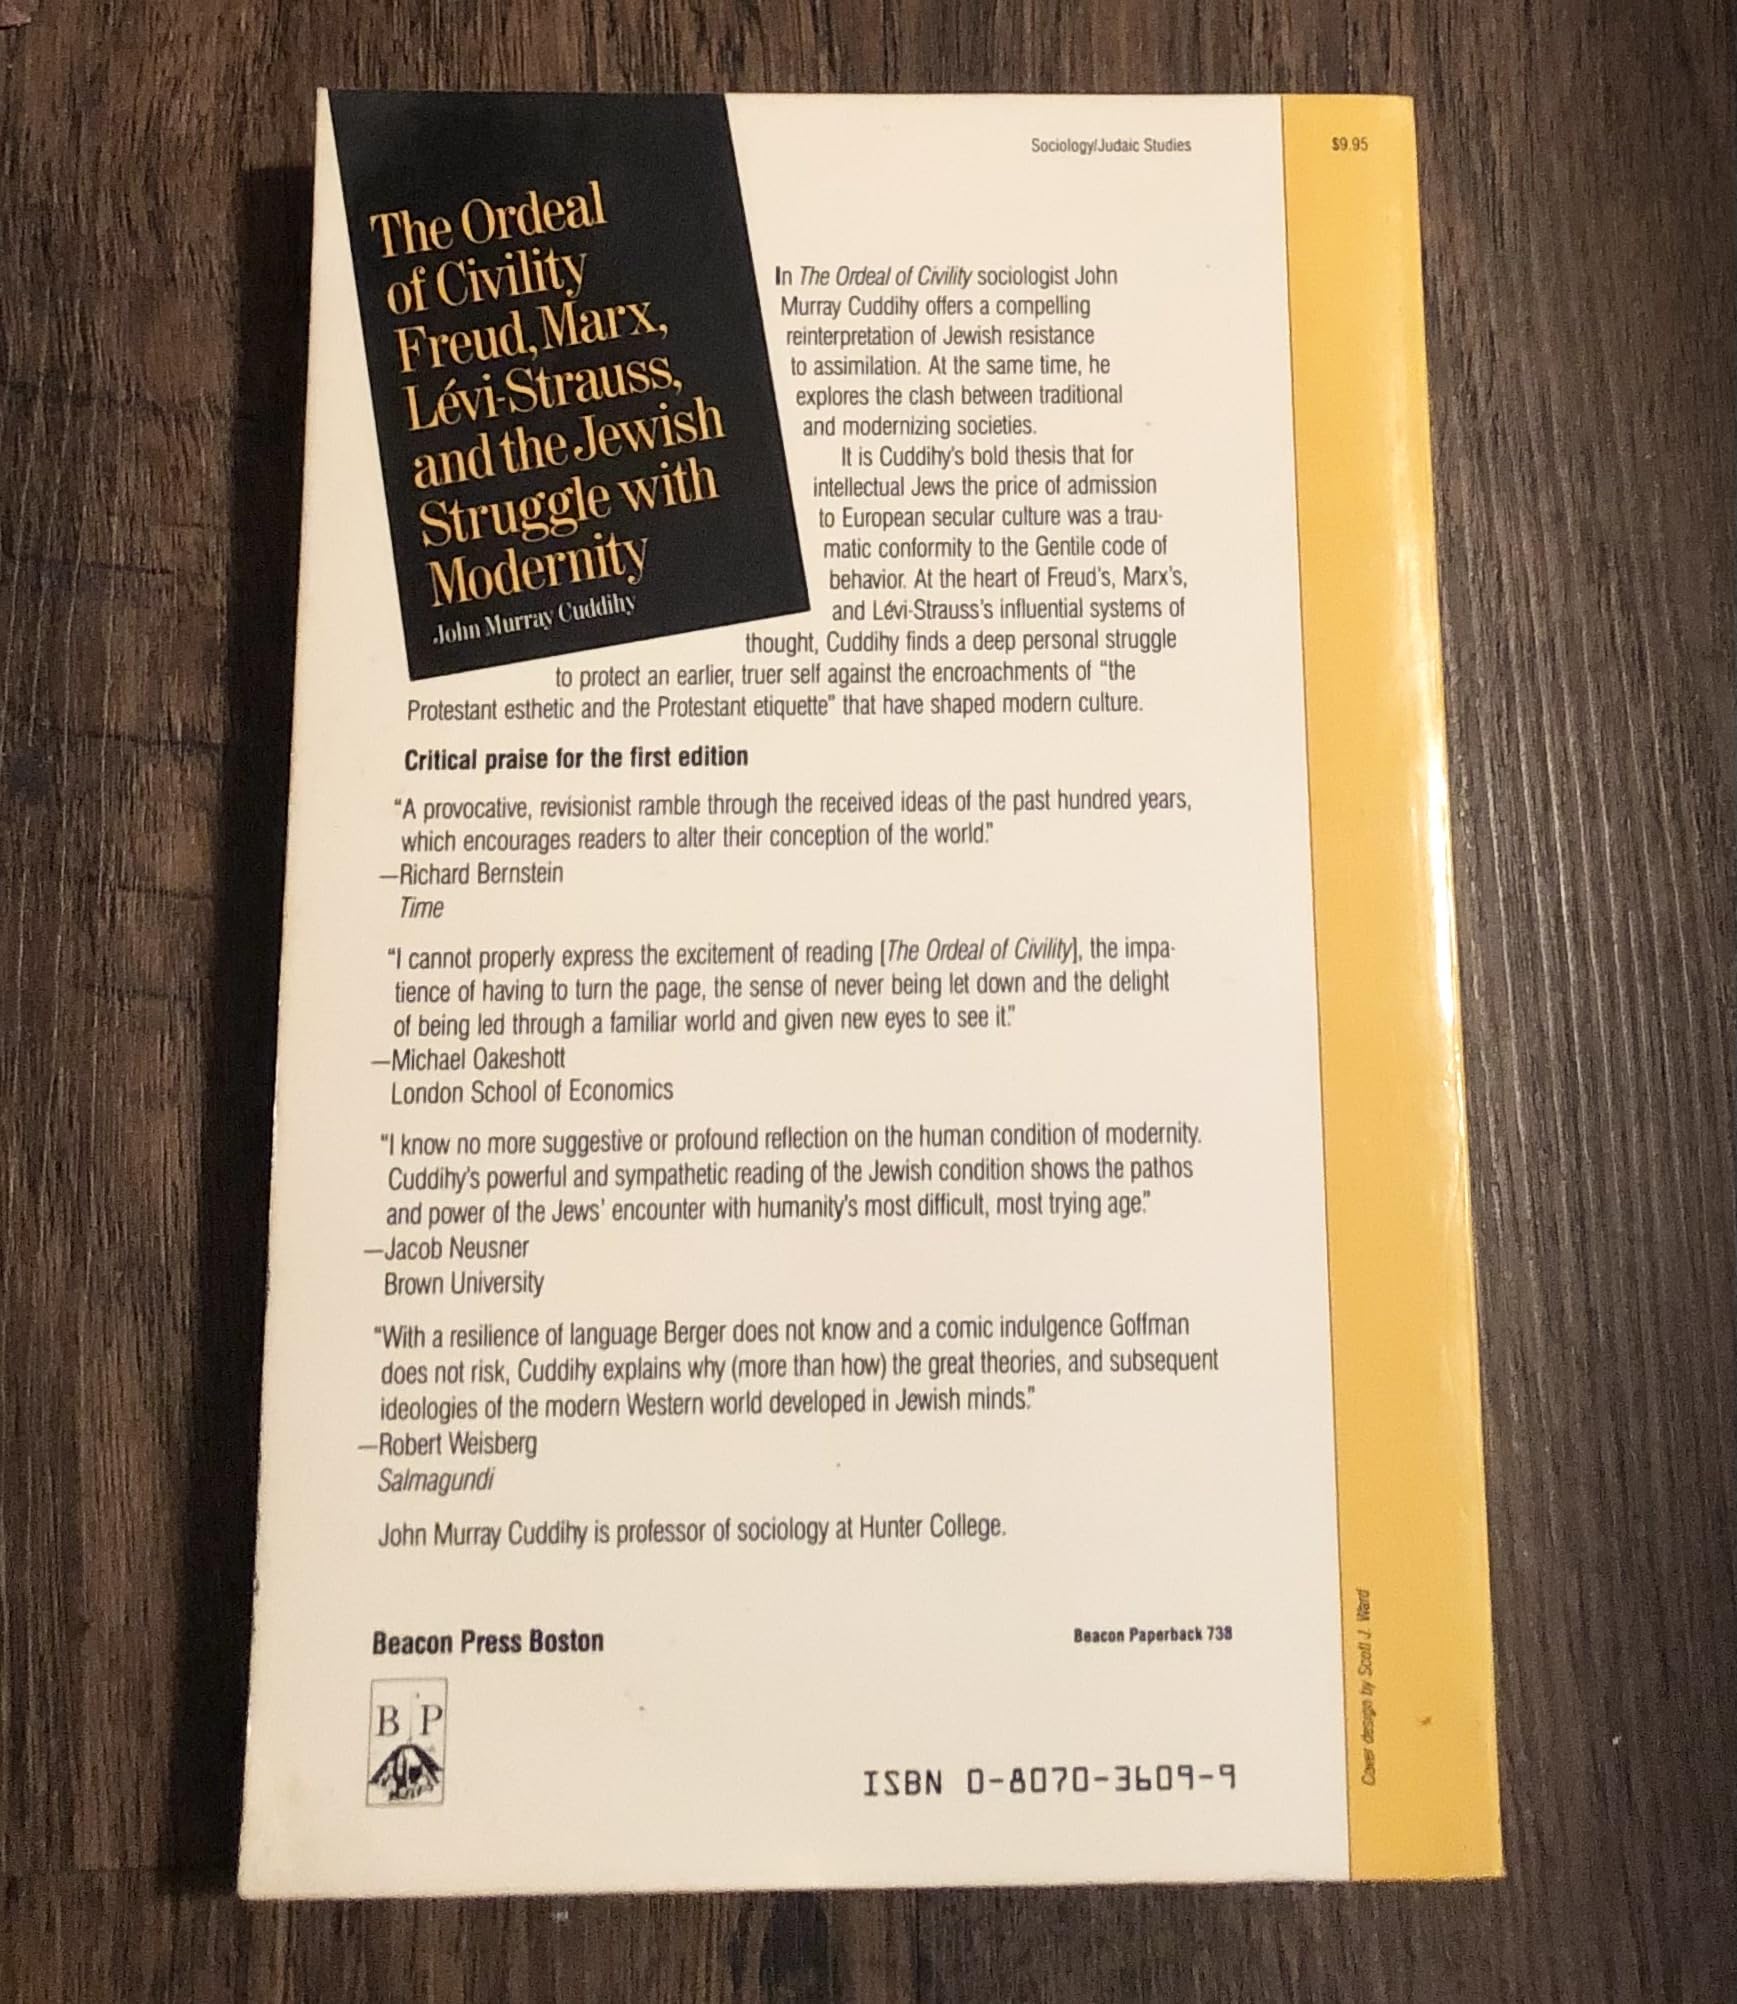 Sociology/Judaic Studies
$9.95
The Ordeal
of Civility
Freud, Marx,
Lévi-Strauss,
and the Jewish
Struggle with
Modernity
John Murray Cuddihy
In The Ordeal of Civility sociologist John
Murray Cuddihy offers a compelling
reinterpretation of Jewish resistance
to assimilation. At the same time, he
explores the clash between traditional
and modernizing societies.
It is Cuddihy's bold thesis that for
intellectual Jews the price of admission
to European secular culture was a trau-
matic conformity to the Gentile code of
behavior. At the heart of Freud's, Marx's,
and Lévi-Strauss's influential systems of
thought, Cuddihy finds a deep personal struggle
to protect an earlier, truer self against the encroachments of "the
Protestant esthetic and the Protestant etiquette" that have shaped modern culture.
Critical praise for the first edition
"A provocative, revisionist ramble through the received ideas of the past hundred years,
which encourages readers to alter their conception of the world."
—Richard Bernstein
Time
"I cannot properly express the excitement of reading [The Ordeal of Civility], the impa-
tience of having to turn the page, the sense of never being let down and the delight
of being led through a familiar world and given new eyes to see it."
—Michael Oakeshott
London School of Economics
"I know no more suggestive or profound reflection on the human condition of modernity.
Cuddihy's powerful and sympathetic reading of the Jewish condition shows the pathos
and power of the Jews' encounter with humanity's most difficult, most trying age."
—Jacob Neusner
Brown University
"With a resilience of language Berger does not know and a comic indulgence Goffman
does not risk, Cuddihy explains why (more than how) the great theories, and subsequent
ideologies of the modern Western world developed in Jewish minds."
—Robert Weisberg
Salmagundi
John Murray Cuddihy is professor of sociology at Hunter College.
Beacon Press Boston
Beacon Paperback 738
B P
ISBN 0-8070-3609-9
Cover design by Scott J. Ward